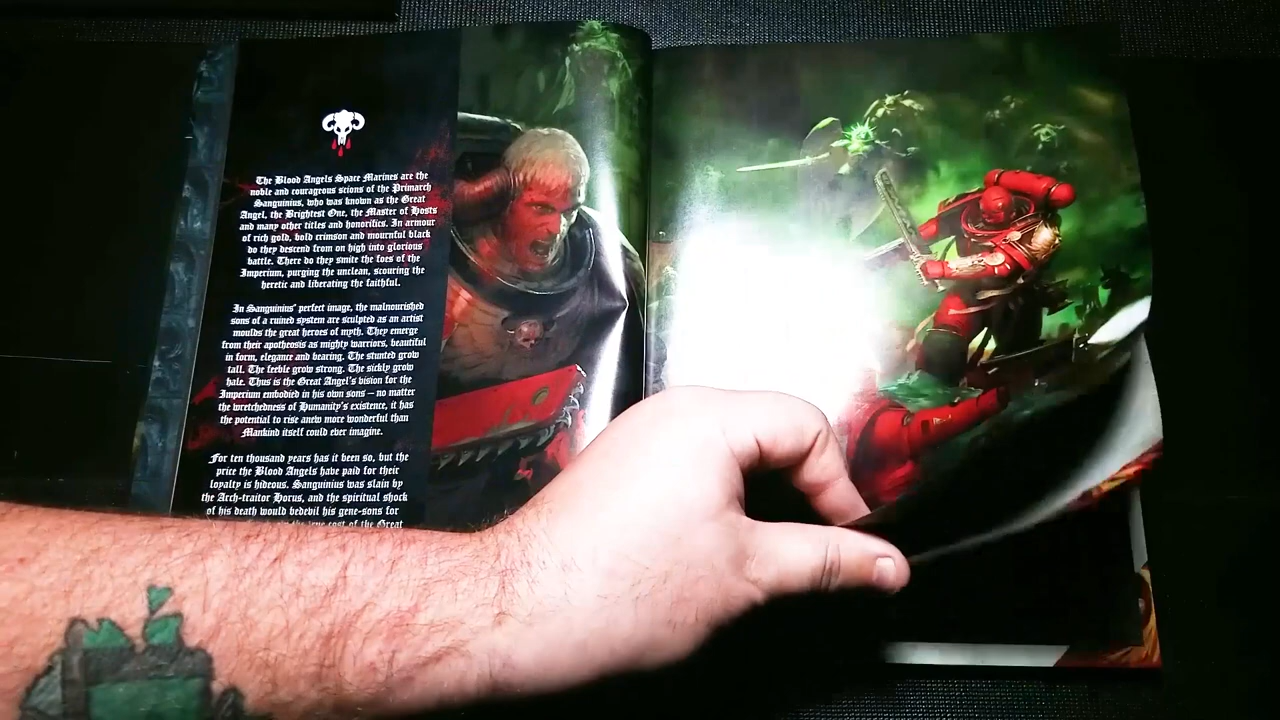 The Blood Angels Space Marines are the
noble and courageous scions of the Primarch
Sanguinius, who was known as the Great
Angel, the Brightest One, the Master of Hosts
and many other titles and honorifics. In armour
of rich gold, bold crimson and mournful black
do they descend from on high into glorious
battle. There do they smite the foes of the
Imperium, purging the unclean, scouring the
heretic and liberating the faithful.
In Sanguinius' perfect image, the malnourished
sons of a ruined system are sculpted as an artist
moulds the great heroes of myth. They emerge
from their apotheosis as mighty warriors, beautiful
in form, elegance and bearing. The stunted grow
tall. The feeble grow strong. The sickly grow
hale. Thus is the Great Angel's vision for the
Imperium embodied in his own sons – no matter
the wretchedness of Humanity's existence, it has
the potential to rise anew more wonderful than
Mankind itself could ever imagine.
For ten thousand years has it been so, but the
price the Blood Angels have paid for their
loyalty is hideous. Sanguinius was slain by
the Arch-traitor Horus, and the spiritual shock
of his death would bedevil his gene-sons for
true cost of the Great